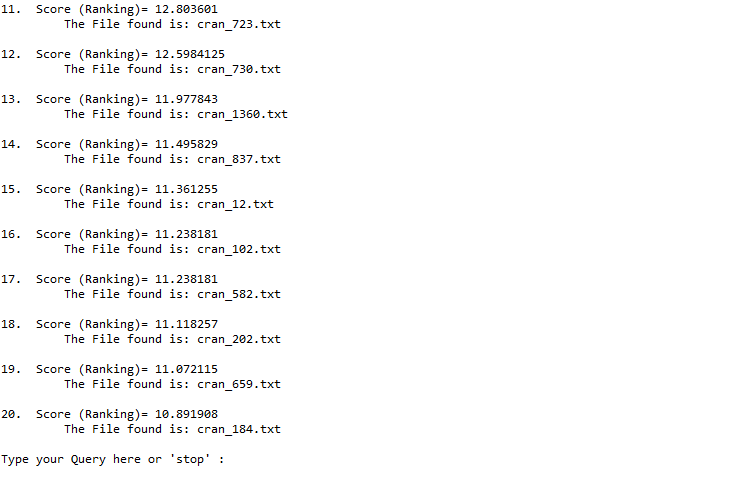 11.  Score (Ranking)= 12.803601
The File found is: cran_723.txt
12.  Score (Ranking)= 12.5984125
The File found is: cran_730.txt
13.  Score (Ranking)= 11.977843
The File found is: cran_1360.txt
14.  Score (Ranking)= 11.495829
The File found is: cran_837.txt
15.  Score (Ranking)= 11.361255
The File found is: cran_12.txt
16.  Score (Ranking)= 11.238181
The File found is: cran_102.txt
17.  Score (Ranking)= 11.238181
The File found is: cran_582.txt
18.  Score (Ranking)= 11.118257
The File found is: cran_202.txt
19.  Score (Ranking)= 11.072115
The File found is: cran_659.txt
20.  Score (Ranking)= 10.891908
The File found is: cran_184.txt
Type your Query here or 'stop' :